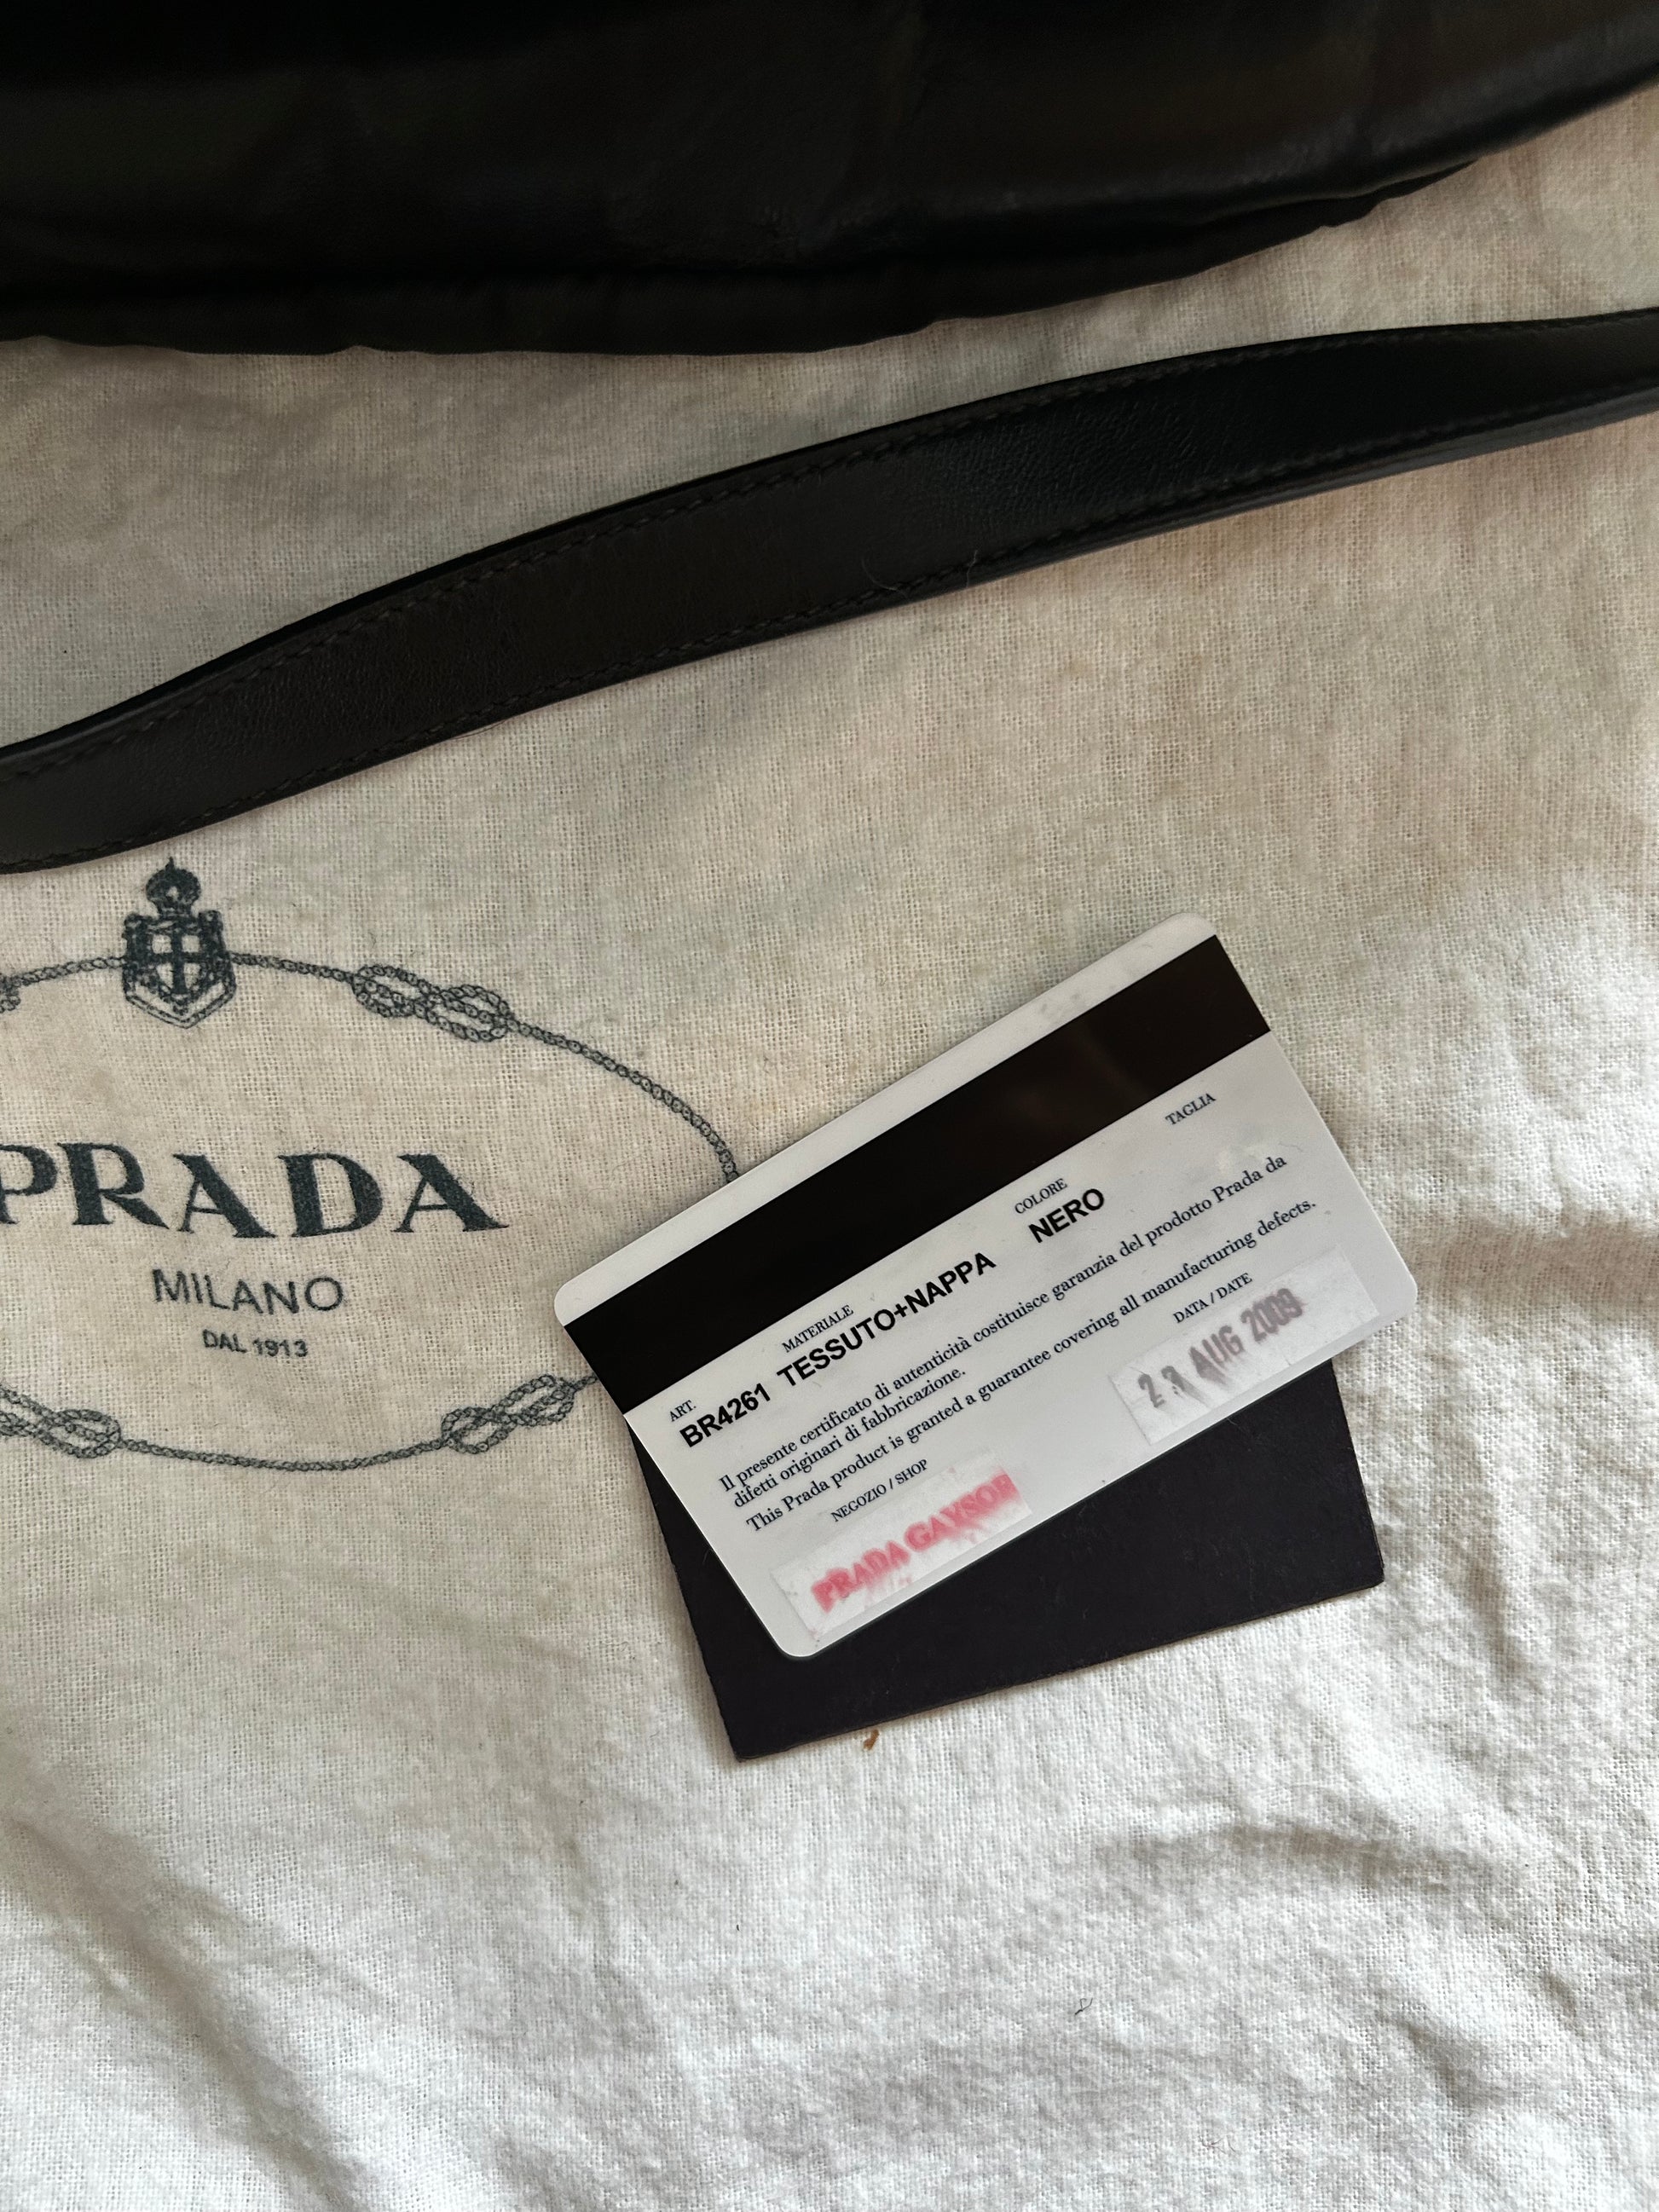 PRADA
MILANO
DAL 1913
ART. MATERIALE COLORE TAGLIA
BR4261 TESSUTO+NAPPA NERO
Il presente certificato di autenticità costituisce garanzia del prodotto Prada da
difetti originari di fabbricazione.
This Prada product is granted a guarantee covering all manufacturing defects.
NEGOZIO / SHOP DATA / DATE
PRADA AUG 2009